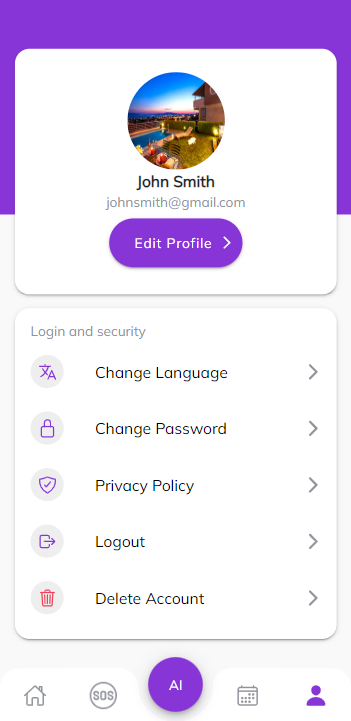 John Smith
johnsmith@gmail.com
Edit Profile
Login and security
Change Language
Change Password
Privacy Policy
Logout
Delete Account
SOS
AI